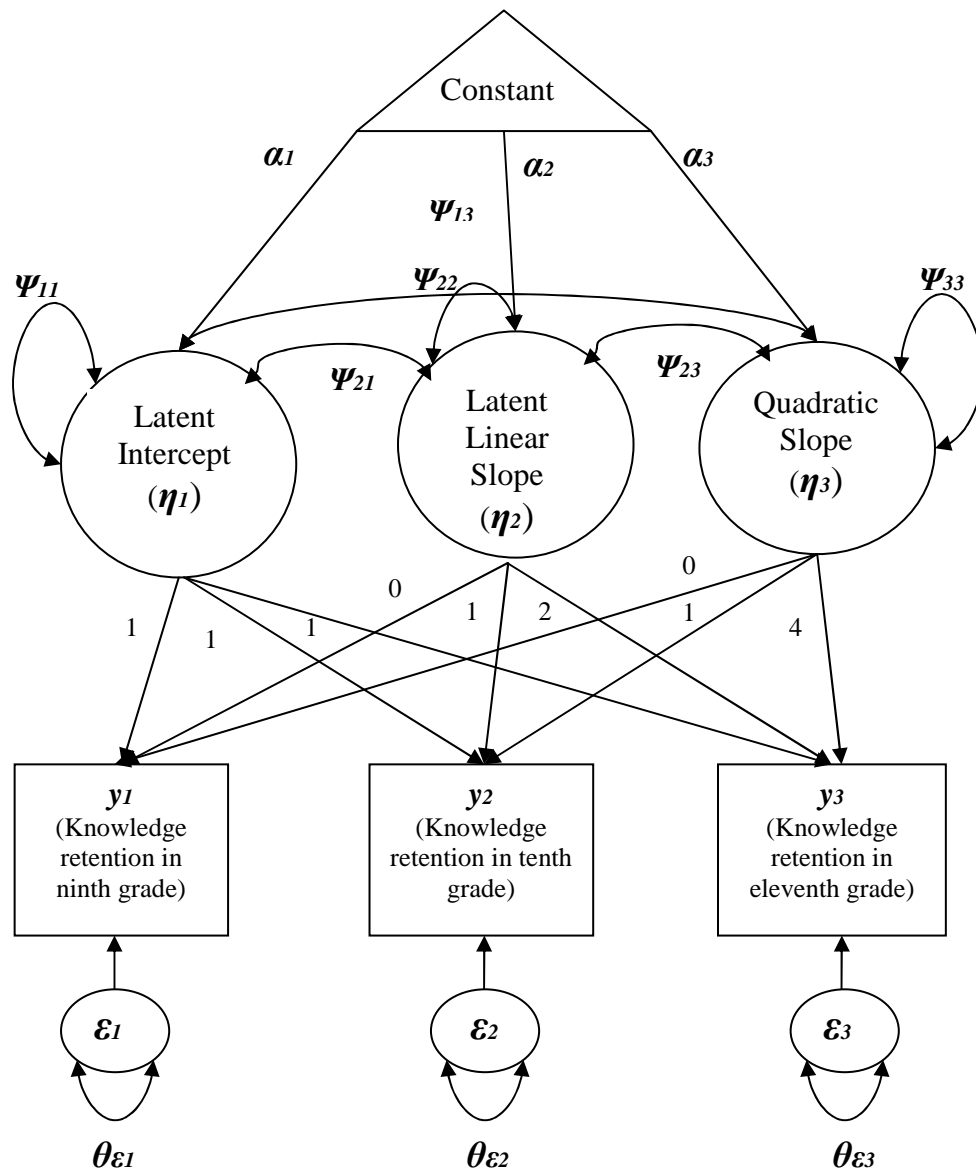 Constant
α1
α2
α3
Ψ13
Ψ11
Ψ22
Ψ33
Ψ21
Ψ23
Latent
Intercept
(η1)
Latent
Linear
Slope
(η2)
Quadratic
Slope
(η3)
1
1
1
0
1
2
0
1
4
y1
(Knowledge
retention in
ninth grade)
y2
(Knowledge
retention in tenth
grade)
y3
(Knowledge
retention in
eleventh grade)
ε1
ε2
ε3
θε1
θε2
θε3